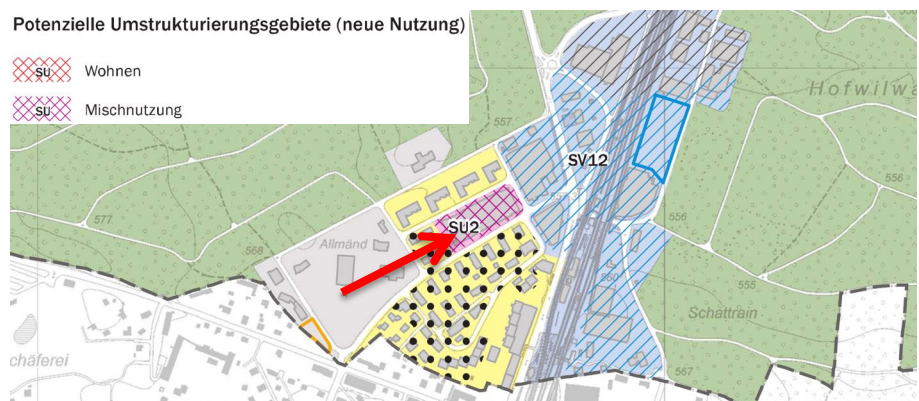 Potenzielle Umstrukturierungsgebiete (neue Nutzung)
SU Wohnen
SU Mischnutzung
Hofwilwa
557
SV12
556
577
SU2
556
Allmänd
568
560
555
Schattrain
chäferei
567